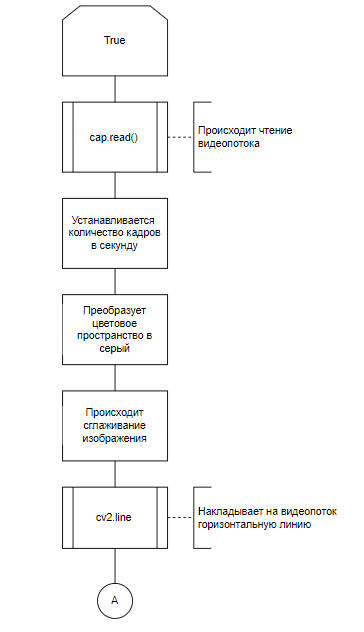 True
cap.read()
Происходит чтение
видеопотока
Устанавливается
количество кадров
в секунду
Преобразует
цветовое
пространство в
серый
Происходит
сглаживание
изображения
cv2.line
Накладывает на видеопоток
горизонтальную линию
A